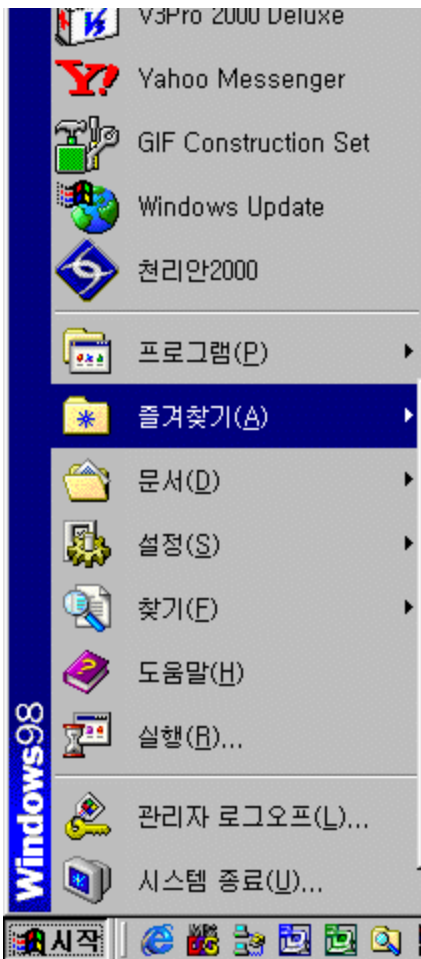 V3Pro 2000 Deluxe
Yahoo Messenger
GIF Construction Set
Windows Update
천리안2000
프로그램(P)
즐겨찾기(A)
문서(D)
설정(S)
찾기(F)
도움말(H)
실행(R)...
관리자 로그오프(L)...
시스템 종료(U)...
Windows98
시작